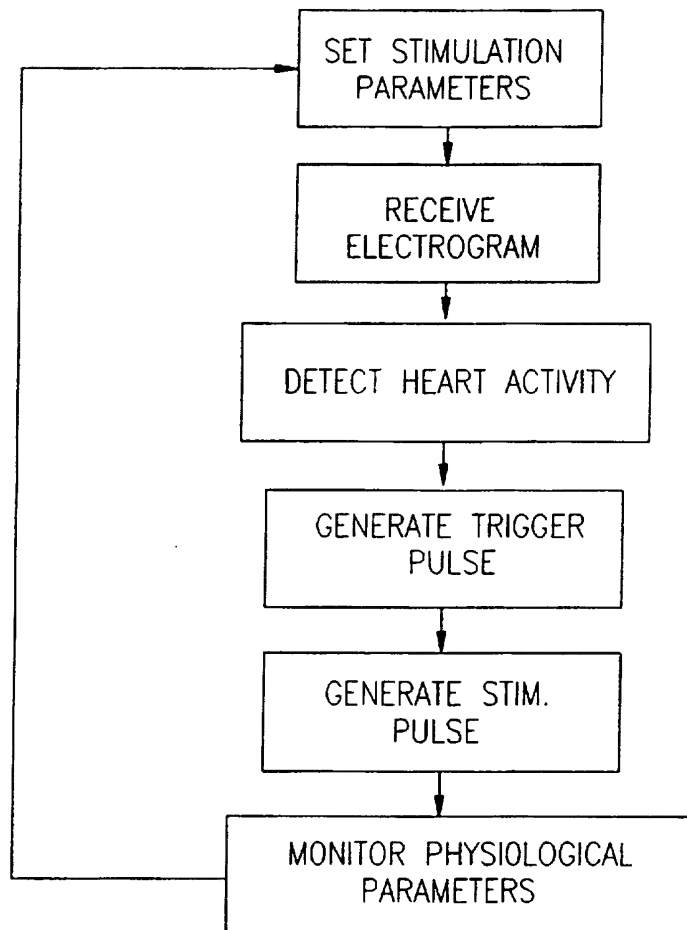 SET STIMULATION
PARAMETERS
RECEIVE
ELECTROGRAM
DETECT HEART ACTIVITY
GENERATE TRIGGER
PULSE
GENERATE STIM.
PULSE
MONITOR PHYSIOLOGICAL
PARAMETERS